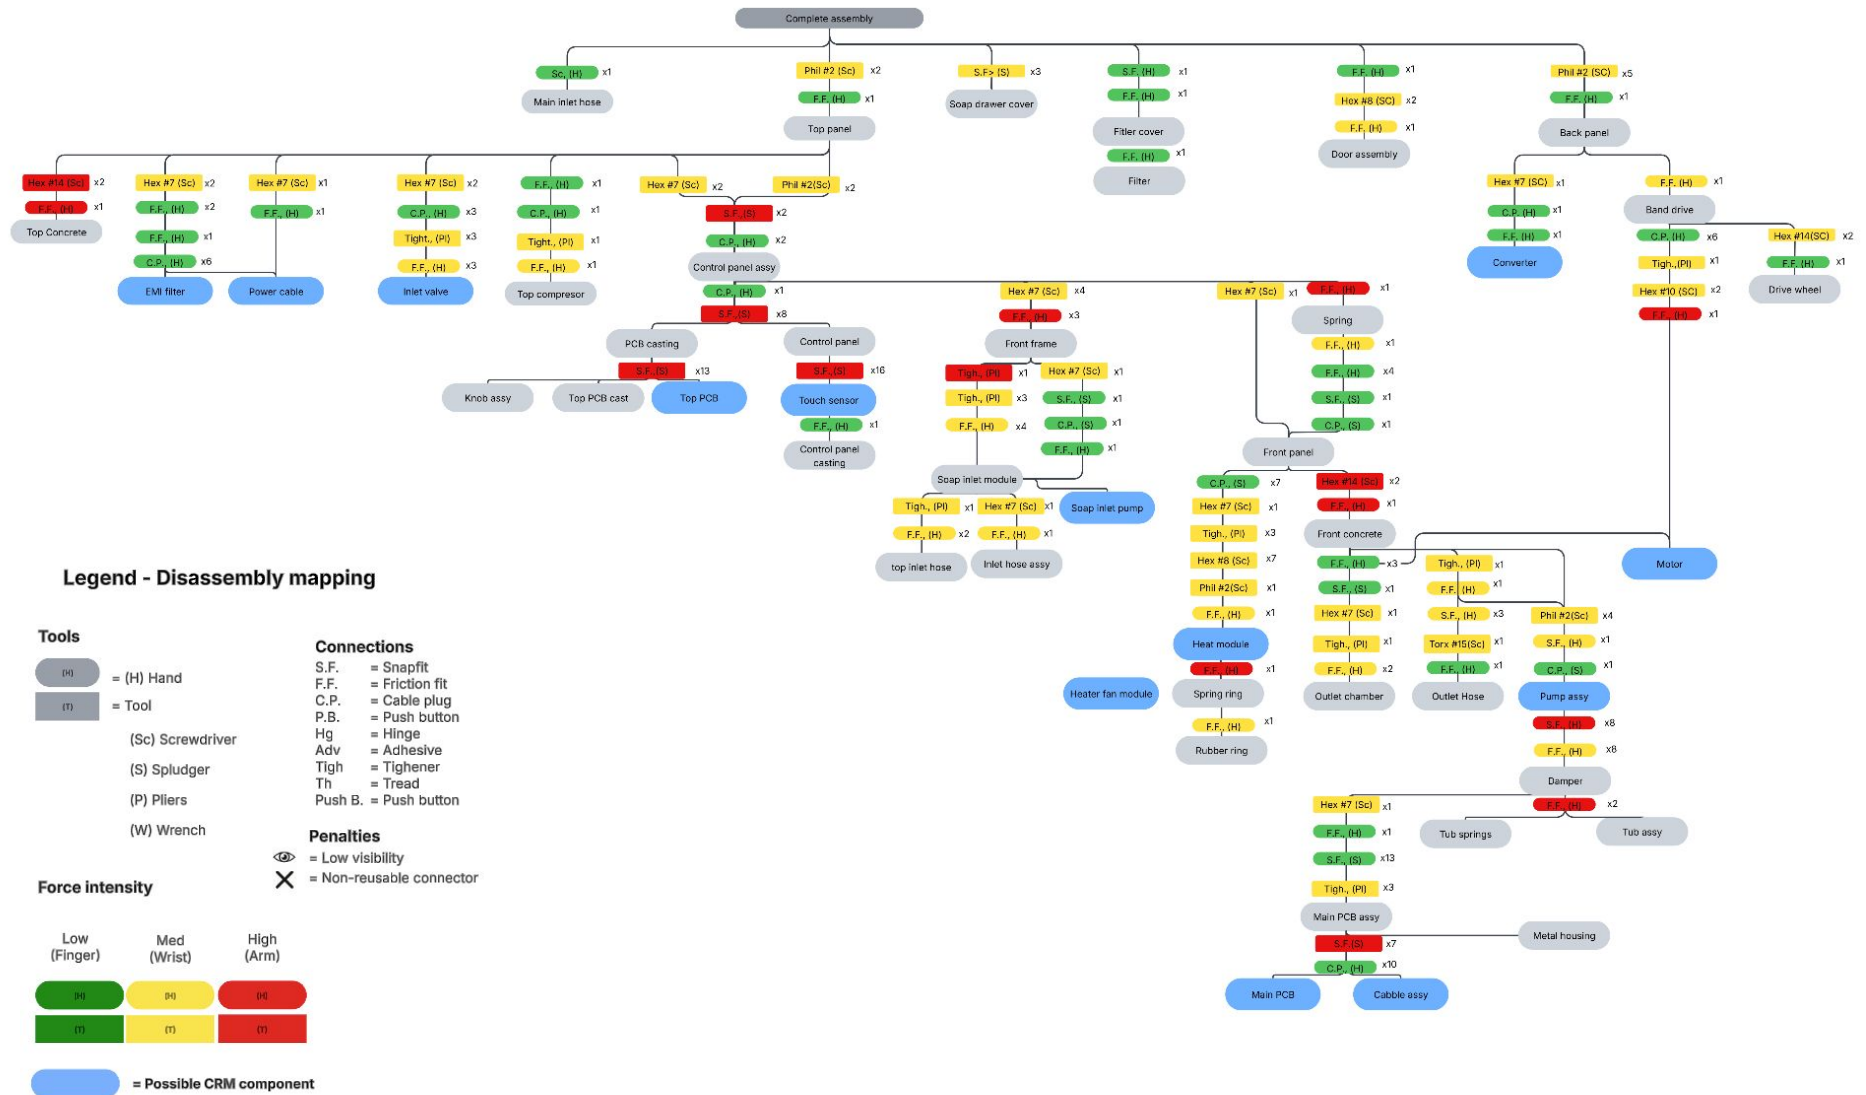 Complete assembly
Sc, (H) x1
Main inlet hose
Phil #2 (Sc) x2
F.F. (H) x1
Top panel
S.F> (S) x3
Soap drawer cover
S.F. (H) x1
F.F. (H) x1
Fitler cover
F.F. (H) x1
Filter
F.F. (H) x1
Hox #8 (SC) x2
F.F. (H) x1
Door assembly
Phil #2 (SC) x5
F.F. (H) x1
Back panel
Hex #14 (Sc) x2
F.F., (H) x1
Top Concrete
Hex #7 (Sc) x2
F.F., (H) x2
F.F., (H) x1
C.P., (H) x6
EMI filter
Hex #7 (Sc) x1
F.F., (H) x1
Power cable
Hex #7 (Sc) x2
C.P., (H) x3
Tight., (Pl) x3
F.F., (H) x3
Inlet valve
F.F., (H) x1
C.P., (H) x1
Tight., (Pl) x1
F.F., (H) x1
Top compresor
Hex #7 (Sc) x2
Phil #2(Sc) x2
S.F.,(S) x2
C.P., (H) x2
Control panel assy
C.P., (H) x1
S.F.,(S) x8
PCB casting
S.F.,(S) x13
Knob assy
Top PCB cast
Top PCB
Control panel
S.F.,(S) x16
Touch sensor
F.F., (H) x1
Control panel
casting
Hex #7 (Sc) x4
F.F., (H) x3
Front frame
Tigh., (Pl) x1
Tigh., (Pl) x3
F.F., (H) x4
Hex #7 (Sc) x1
S.F., (S) x1
C.P., (S) x1
F.F., (H) x1
Soap inlet module
Soap inlet pump
Tigh., (Pl) x1
F.F., (H) x2
top inlet hose
Hex #7 (Sc) x1
F.F., (H) x1
Inlet hose assy
Hex #7 (Sc) x1
F.F., (H) x1
Spring
F.F., (H) x1
F.F., (H) x4
S.F., (S) x1
C.P., (S) x1
Front panel
C.P., (S) x7
Hex #7 (Sc) x1
Tigh., (Pl) x3
Hex #8 (Sc) x7
Phil #2(Sc) x1
F.F., (H) x1
Heat module
F.F., (H) x1
Heater fan module
Spring ring
F.F., (H) x1
Rubber ring
Hex #14 (Sc) x2
F.F., (H) x1
Front concrete
F.F., (H) x3
S.F., (S) x1
Hex #7 (Sc) x1
Tigh., (Pl) x1
F.F., (H) x2
Outlet chamber
Tigh., (Pl) x1
F.F., (H) x1
S.F., (H) x3
Torx #15(Sc) x1
F.F., (H) x1
Outlet Hose
Phil #2(Sc) x4
S.F., (H) x1
C.P., (S) x1
Pump assy
S.F., (H) x8
F.F., (H) x8
Damper
F.F., (H) x2
Tub springs
Tub assy
Hex #7 (Sc) x1
F.F., (H) x1
S.F., (S) x13
Tigh., (Pl) x3
Main PCB assy
Metal housing
S.F.(S) x7
C.P., (H) x10
Main PCB
Cabble assy
Hex #7 (SC) x1
C.P. (H) x1
F.F. (H) x1
Converter
F.F. (H) x1
Band drive
C.P. (H) x6
Tigh.,(Pl) x1
Hex #10 (SC) x2
F.F., (H) x1
Hex #14(SC) x2
F.F. (H) x1
Drive wheel
Motor
Legend - Disassembly mapping
Tools
(H) = (H) Hand
(T) = Tool
(Sc) Screwdriver
(S) Spludger
(P) Pliers
(W) Wrench
Connections
S.F. = Snapfit
F.F. = Friction fit
C.P. = Cable plug
P.B. = Push button
Hg = Hinge
Adv = Adhesive
Tigh = Tighener
Th = Tread
Push B. = Push button
Penalties
= Low visibility
= Non-reusable connector
Force intensity
Low
(Finger)
Med
(Wrist)
High
(Arm)
(H) (H) (H)
(T) (T) (T)
= Possible CRM component